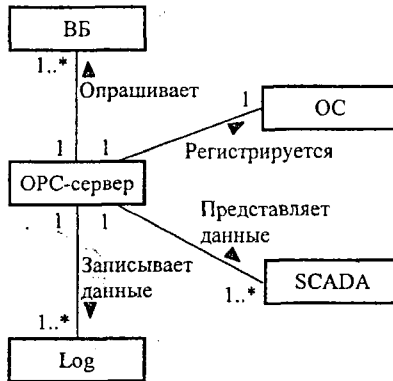 ВБ
1..*
Опрашивает
1
ОС
Регистрируется
1 1
ОРС-сервер
1 1
Представляет
данные
Записывает
данные
1..*
SCADA
1..*
Log